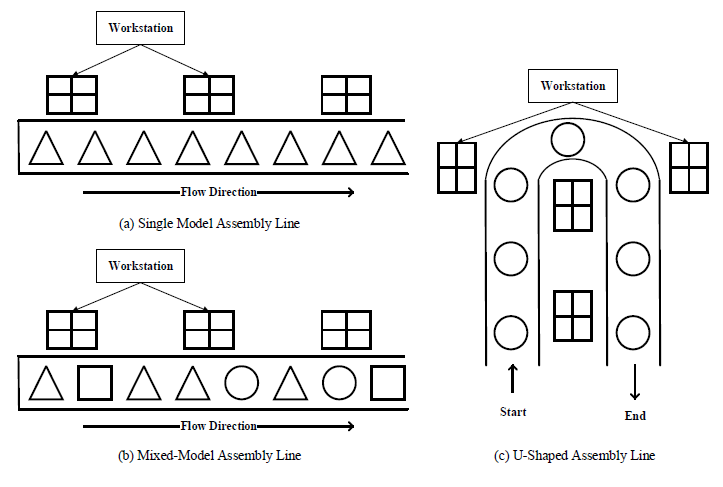 Workstation
Flow Direction
(a) Single Model Assembly Line
Workstation
Flow Direction
(b) Mixed-Model Assembly Line
Workstation
Start
End
(c) U-Shaped Assembly Line